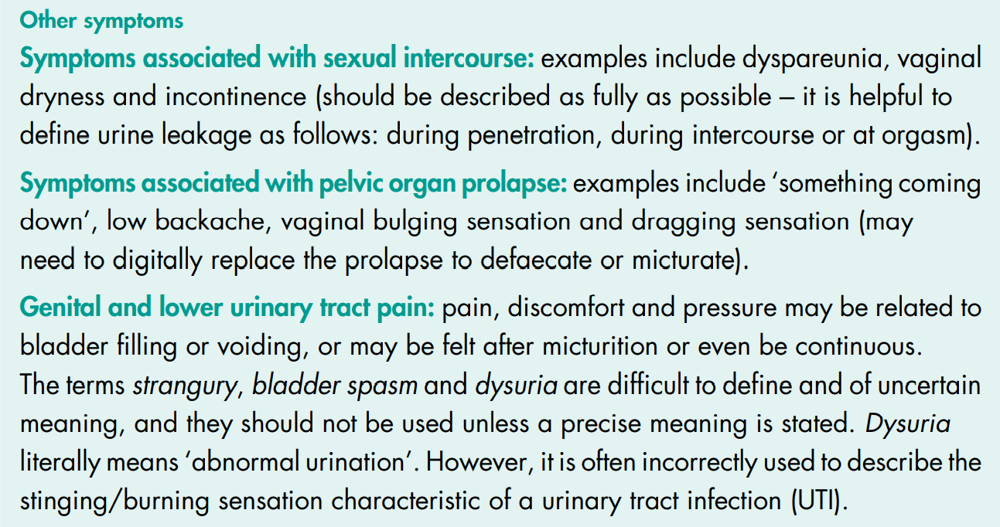 Other symptoms
Symptoms associated with sexual intercourse: examples include dyspareunia, vaginal
dryness and incontinence (should be described as fully as possible – it is helpful to
define urine leakage as follows: during penetration, during intercourse or at orgasm).
Symptoms associated with pelvic organ prolapse: examples include ‘something coming
down’, low backache, vaginal bulging sensation and dragging sensation (may
need to digitally replace the prolapse to defaecate or micturate).
Genital and lower urinary tract pain: pain, discomfort and pressure may be related to
bladder filling or voiding, or may be felt after micturition or even be continuous.
The terms strangury, bladder spasm and dysuria are difficult to define and of uncertain
meaning, and they should not be used unless a precise meaning is stated. Dysuria
literally means ‘abnormal urination’. However, it is often incorrectly used to describe the
stinging/burning sensation characteristic of a urinary tract infection (UTI).